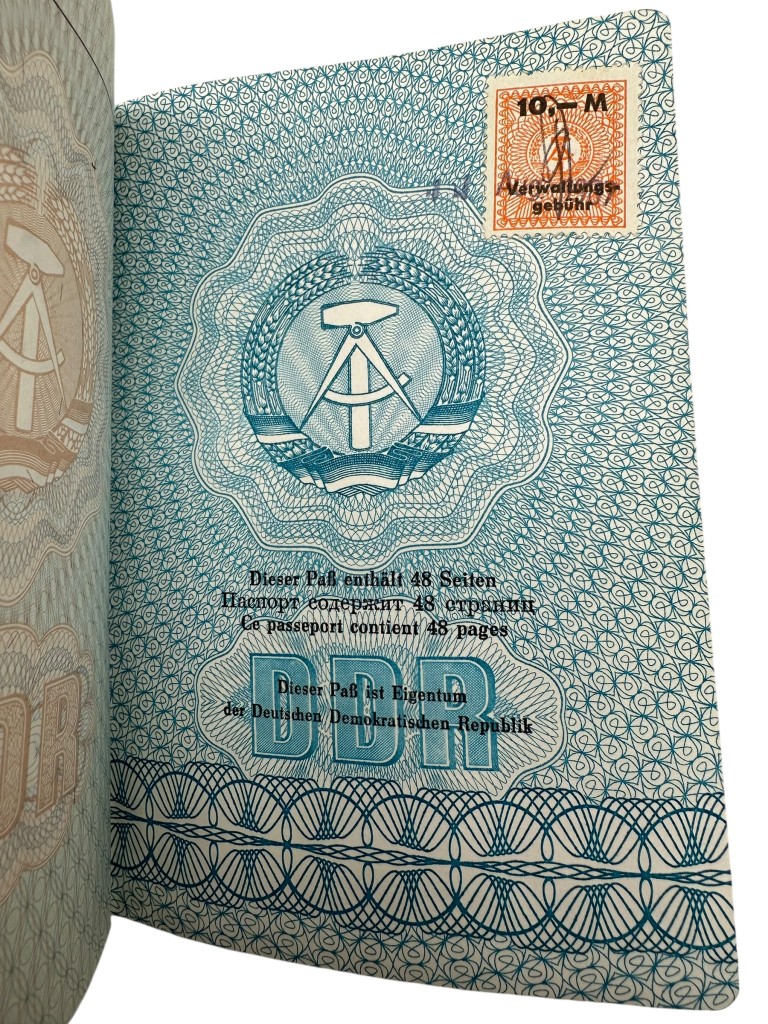 10,— M
Verwaltungs-
gebühr
Dieser Paß enthält 48 Seiten
Паспорт содержит 48 страниц
Ce passeport contient 48 pages
DDR
Dieser Paß ist Eigentum
der Deutschen Demokratischen Republik